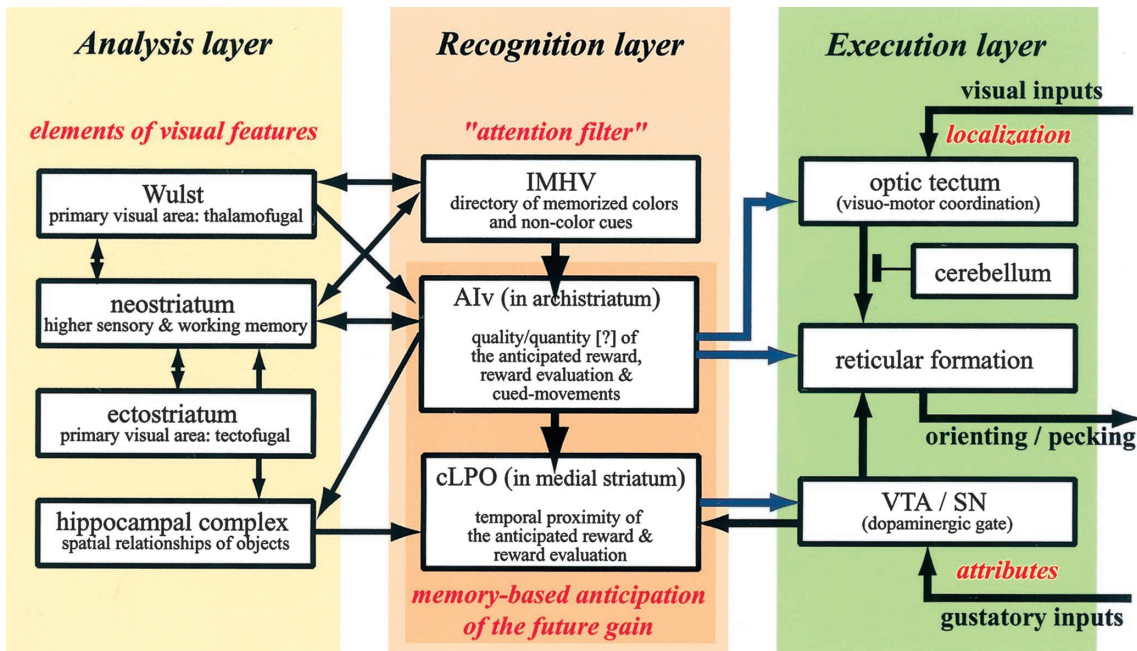 Analysis layer
elements of visual features
Wulst
primary visual area: thalamofugal
neostriatum
higher sensory & working memory
ectostriatum
primary visual area: tectofugal
hippocampal complex
spatial relationships of objects
Recognition layer
"attention filter"
IMHV
directory of memorized colors
and non-color cues
AIv (in archistriatum)
quality/quantity [?] of
the anticipated reward,
reward evaluation &
cued-movements
cLPO (in medial striatum)
temporal proximity of
the anticipated reward &
reward evaluation
memory-based anticipation
of the future gain
Execution layer
visual inputs
localization
optic tectum
(visuo-motor coordination)
cerebellum
reticular formation
orienting / pecking
VTA / SN
(dopaminergic gate)
attributes
gustatory inputs